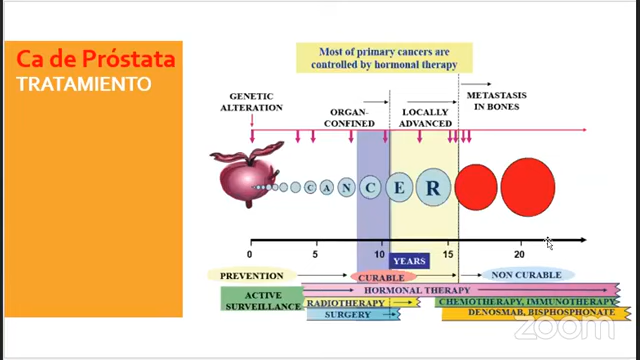 Ca de Próstata
TRATAMIENTO
Most of primary cancers are
controlled by hormonal therapy
GENETIC
ALTERATION
ORGAN-
CONFINED
LOCALLY
ADVANCED
METASTASIS
IN BONES
C A N C E R
0 5 10 15 20
YEARS
PREVENTION
CURABLE
NON CURABLE
HORMONAL THERAPY
ACTIVE
SURVEILLANCE
RADIOTHERAPY
CHEMOTHERAPY, IMMUNOTHERAPY
SURGERY
DENOSMAB, BISPHOSPHONATE
zoom